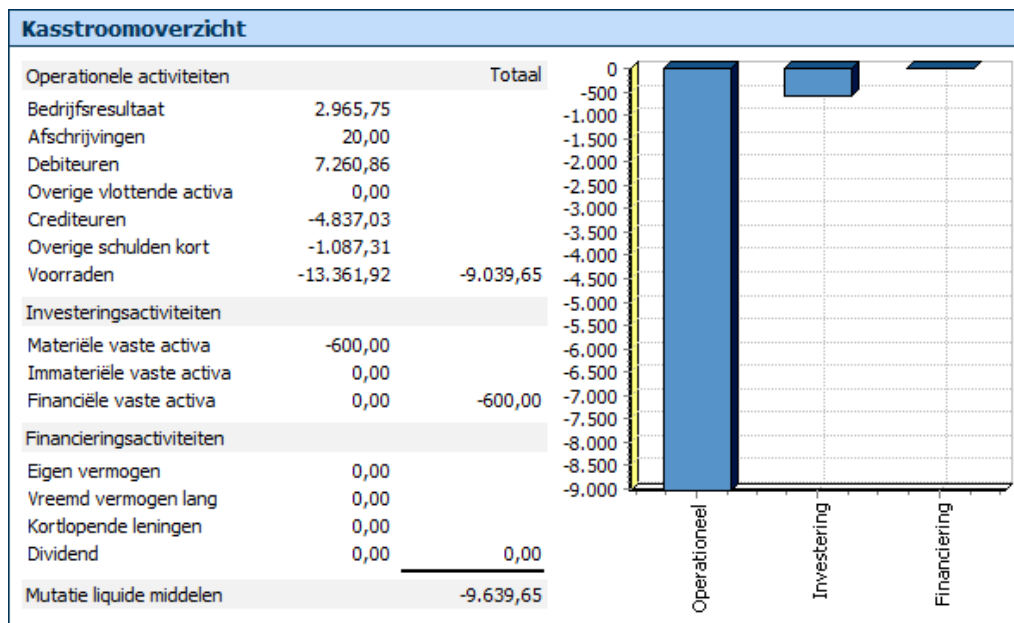 Kasstroomoverzicht
Operationele activiteiten Totaal
Bedrijfsresultaat 2.965,75
Afschrijvingen 20,00
Debiteuren 7.260,86
Overige vlottende activa 0,00
Crediteuren -4.837,03
Overige schulden kort -1.087,31
Voorraden -13.361,92 -9.039,65
Investeringsactiviteiten
Materiële vaste activa -600,00
Immateriële vaste activa 0,00
Financiële vaste activa 0,00 -600,00
Financieringsactiviteiten
Eigen vermogen 0,00
Vreemd vermogen lang 0,00
Kortlopende leningen 0,00
Dividend 0,00 0,00
Mutatie liquide middelen -9.639,65
0
-500
-1.000
-1.500
-2.000
-2.500
-3.000
-3.500
-4.000
-4.500
-5.000
-5.500
-6.000
-6.500
-7.000
-7.500
-8.000
-8.500
-9.000
Operationeel
Investering
Financiering